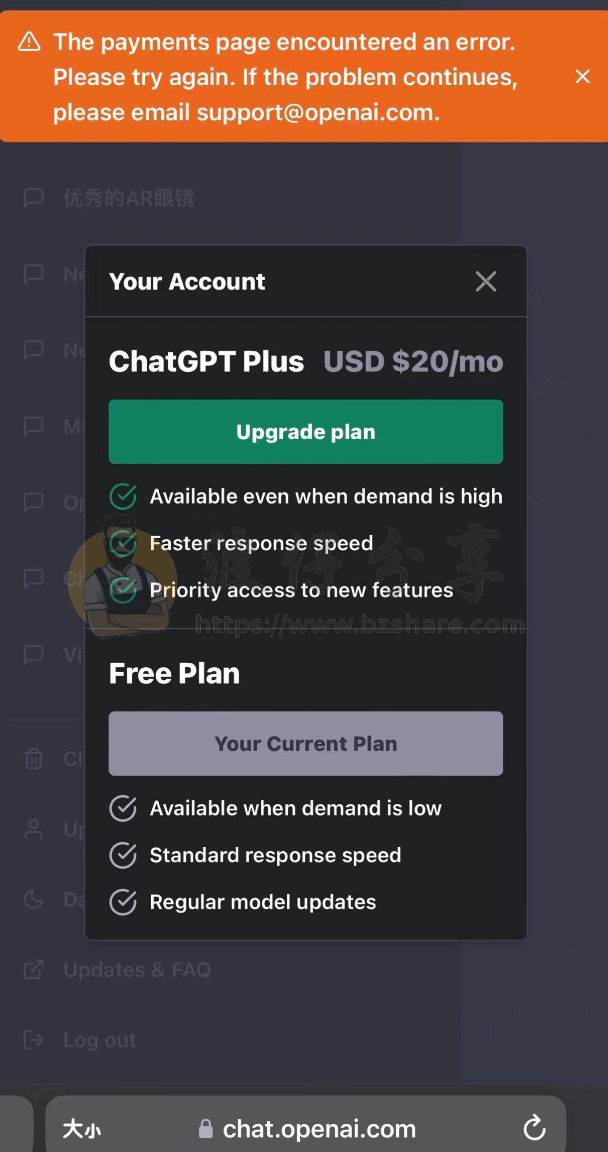 The payments page encountered an error.
Please try again. If the problem continues,
please email support@openai.com.
优秀的AR眼镜
Your Account
ChatGPT Plus USD $20/mo
Upgrade plan
Available even when demand is high
Faster response speed
Priority access to new features
波仔分享
https://www.bzshare.com
Free Plan
Your Current Plan
Available when demand is low
Standard response speed
Regular model updates
Updates & FAQ
Log out
大小 chat.openai.com